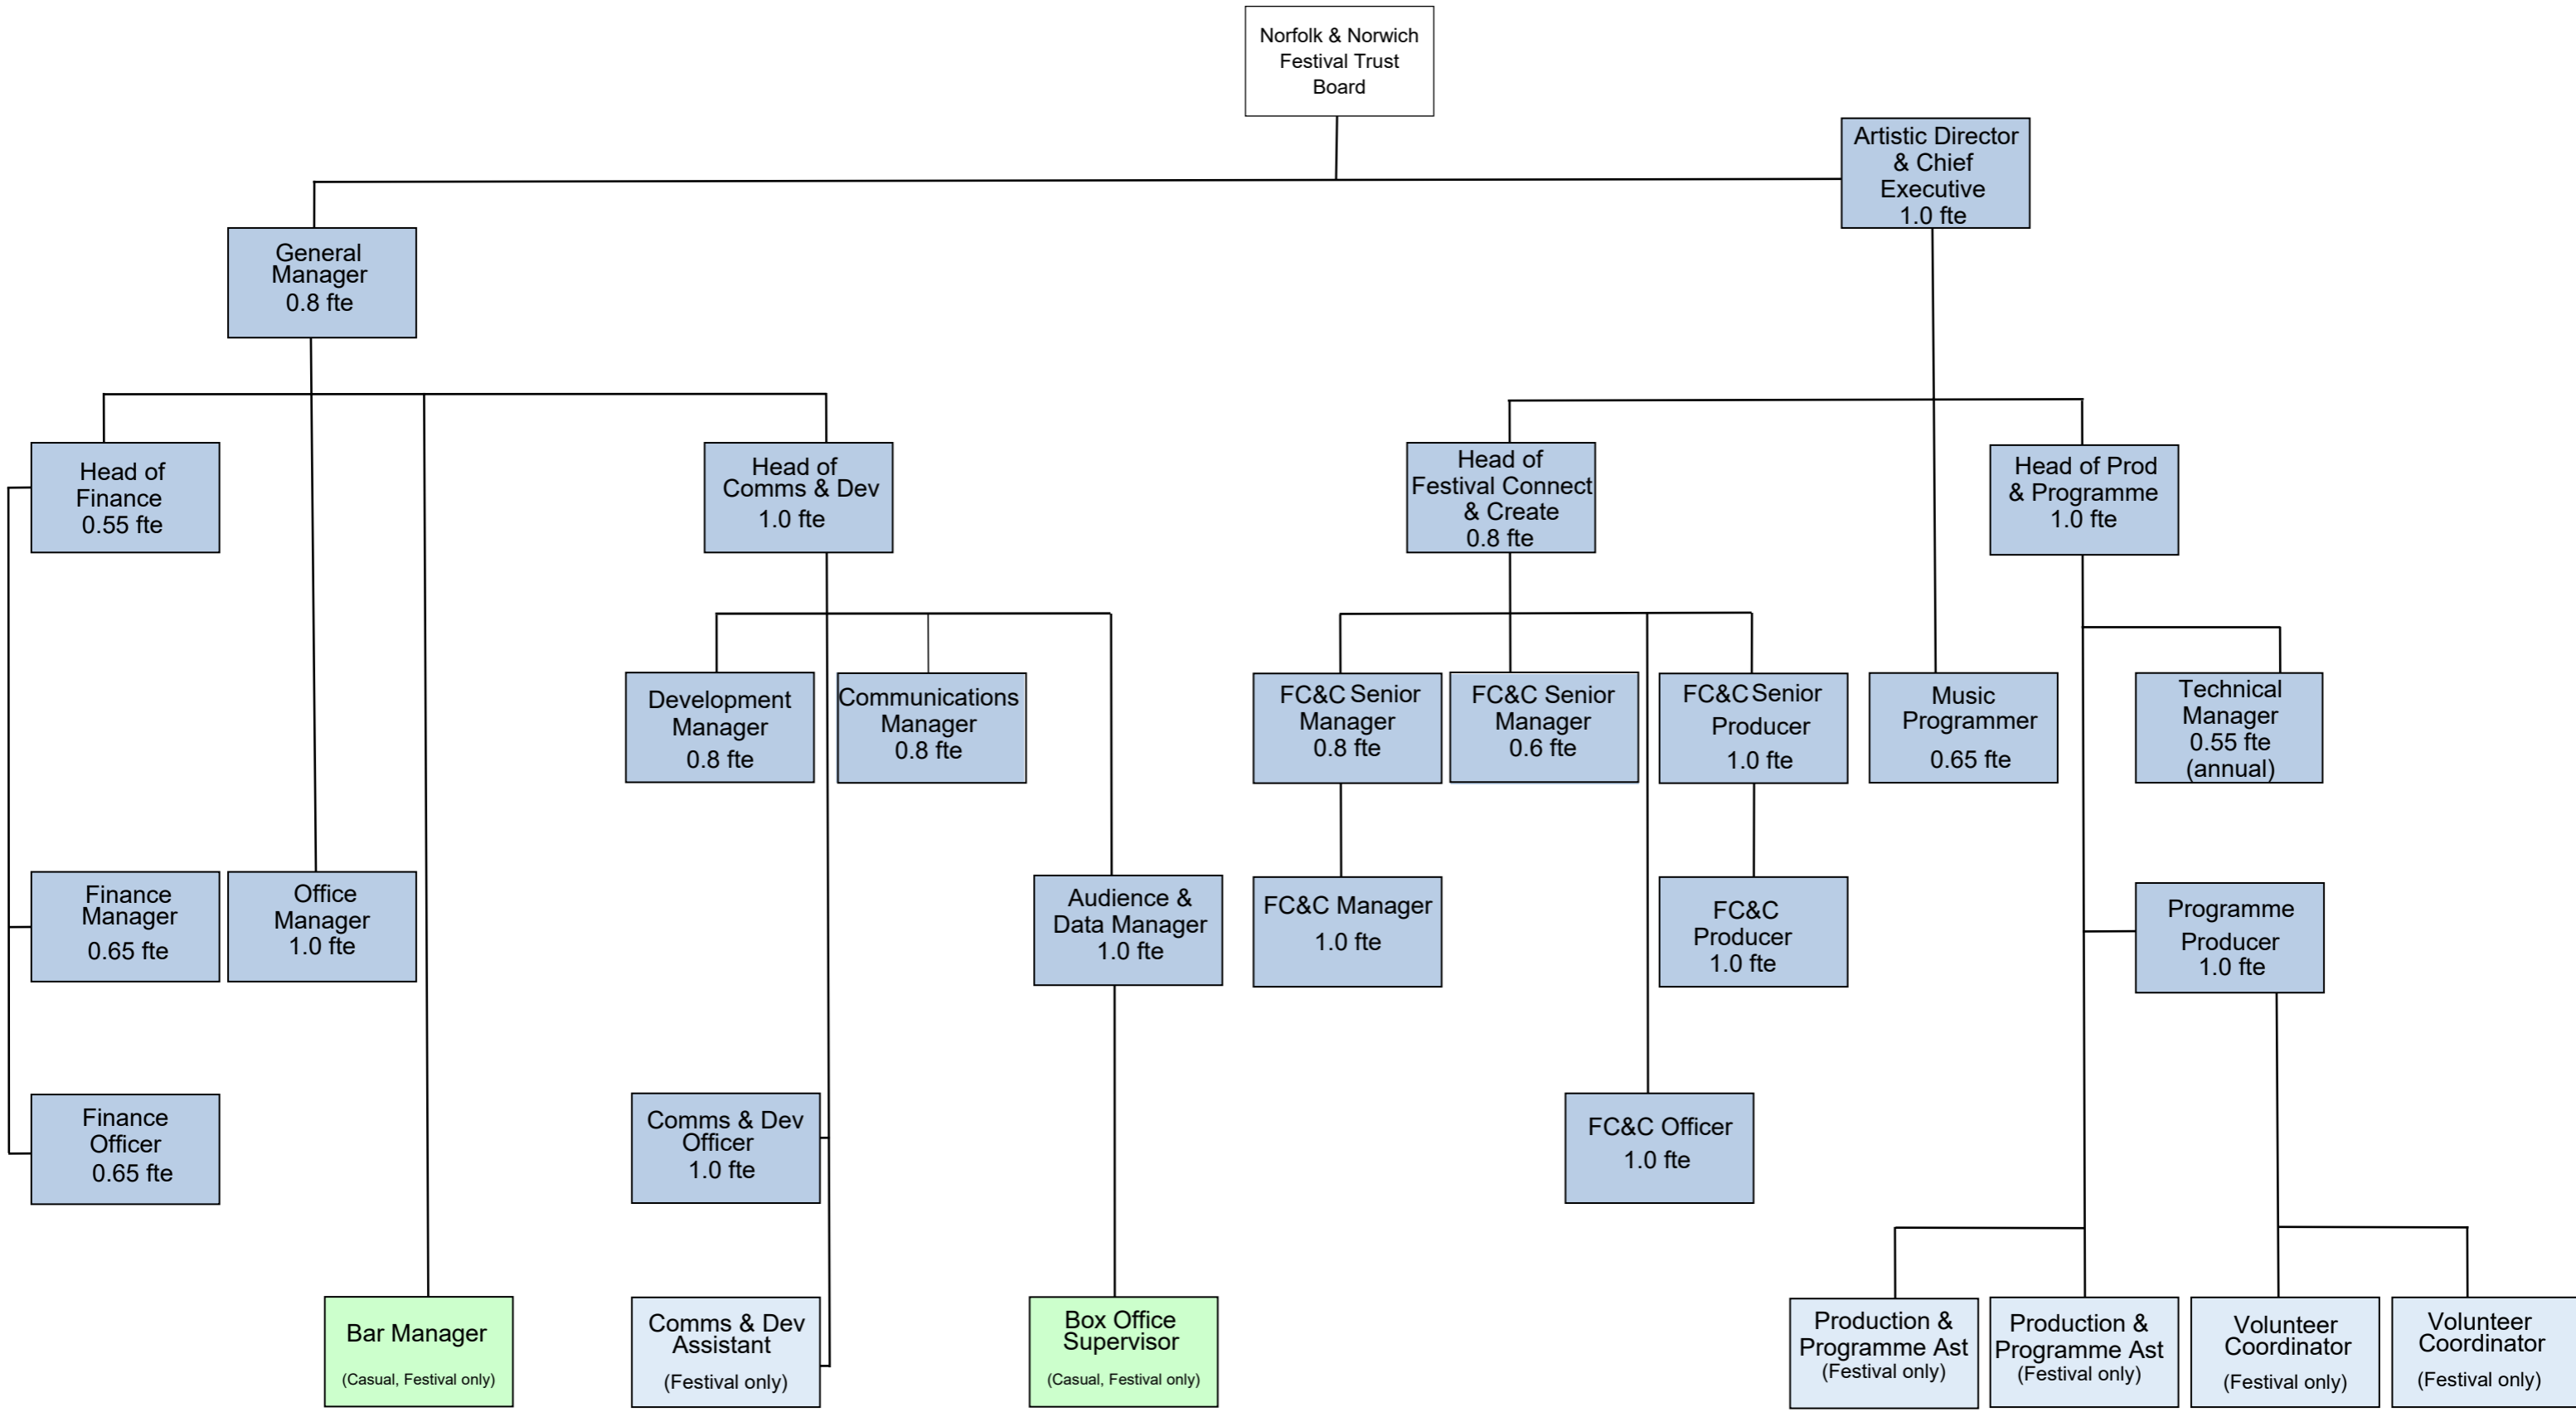 Norfolk & Norwich
Festival Trust
Board
Artistic Director
& Chief
Executive
1.0 fte
General
Manager
0.8 fte
Head of
Finance
0.55 fte
Head of
Comms & Dev
1.0 fte
Head of
Festival Connect
& Create
0.8 fte
Head of Prod
& Programme
1.0 fte
Development
Manager
0.8 fte
Communications
Manager
0.8 fte
FC&C Senior
Manager
0.8 fte
FC&C Senior
Manager
0.6 fte
FC&C Senior
Producer
1.0 fte
Music
Programmer
0.65 fte
Technical
Manager
0.55 fte
(annual)
Finance
Manager
0.65 fte
Office
Manager
1.0 fte
Audience &
Data Manager
1.0 fte
FC&C Manager
1.0 fte
FC&C
Producer
1.0 fte
Programme
Producer
1.0 fte
Finance
Officer
0.65 fte
Comms & Dev
Officer
1.0 fte
FC&C Officer
1.0 fte
Bar Manager
(Casual, Festival only)
Comms & Dev
Assistant
(Festival only)
Box Office
Supervisor
(Casual, Festival only)
Production &
Programme Ast
(Festival only)
Production &
Programme Ast
(Festival only)
Volunteer
Coordinator
(Festival only)
Volunteer
Coordinator
(Festival only)